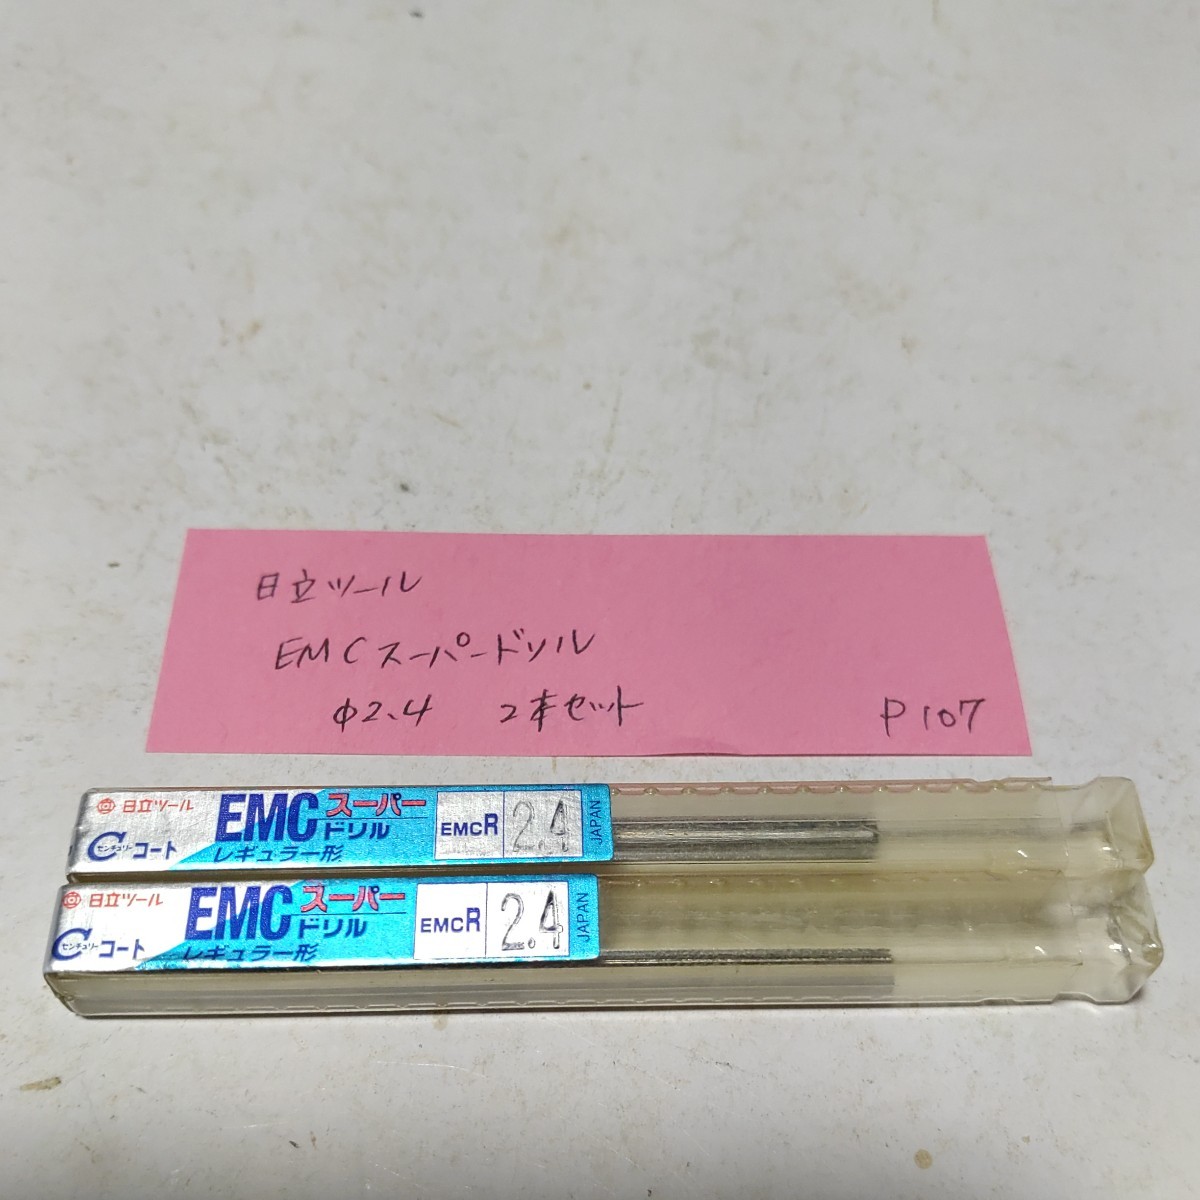 日立ツール
EMCスーパードリル
φ2.4 2本セット P107
日立ツール EMC スーパードリル EMCR 2.4 JAPAN
Cセンチュリーコート レギュラー形
日立ツール EMC スーパードリル EMCR 2.4 JAPAN
Cセンチュリーコート レギュラー形